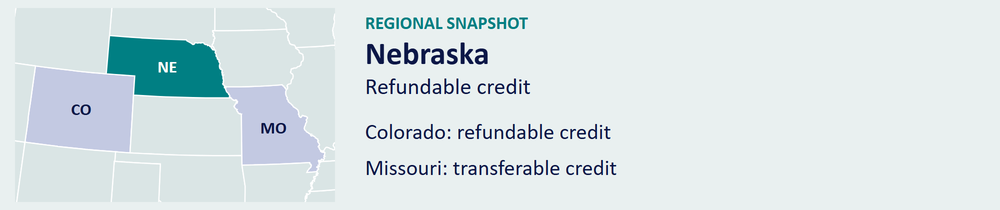 NE
CO
MO
REGIONAL SNAPSHOT
Nebraska
Refundable credit
Colorado: refundable credit
Missouri: transferable credit